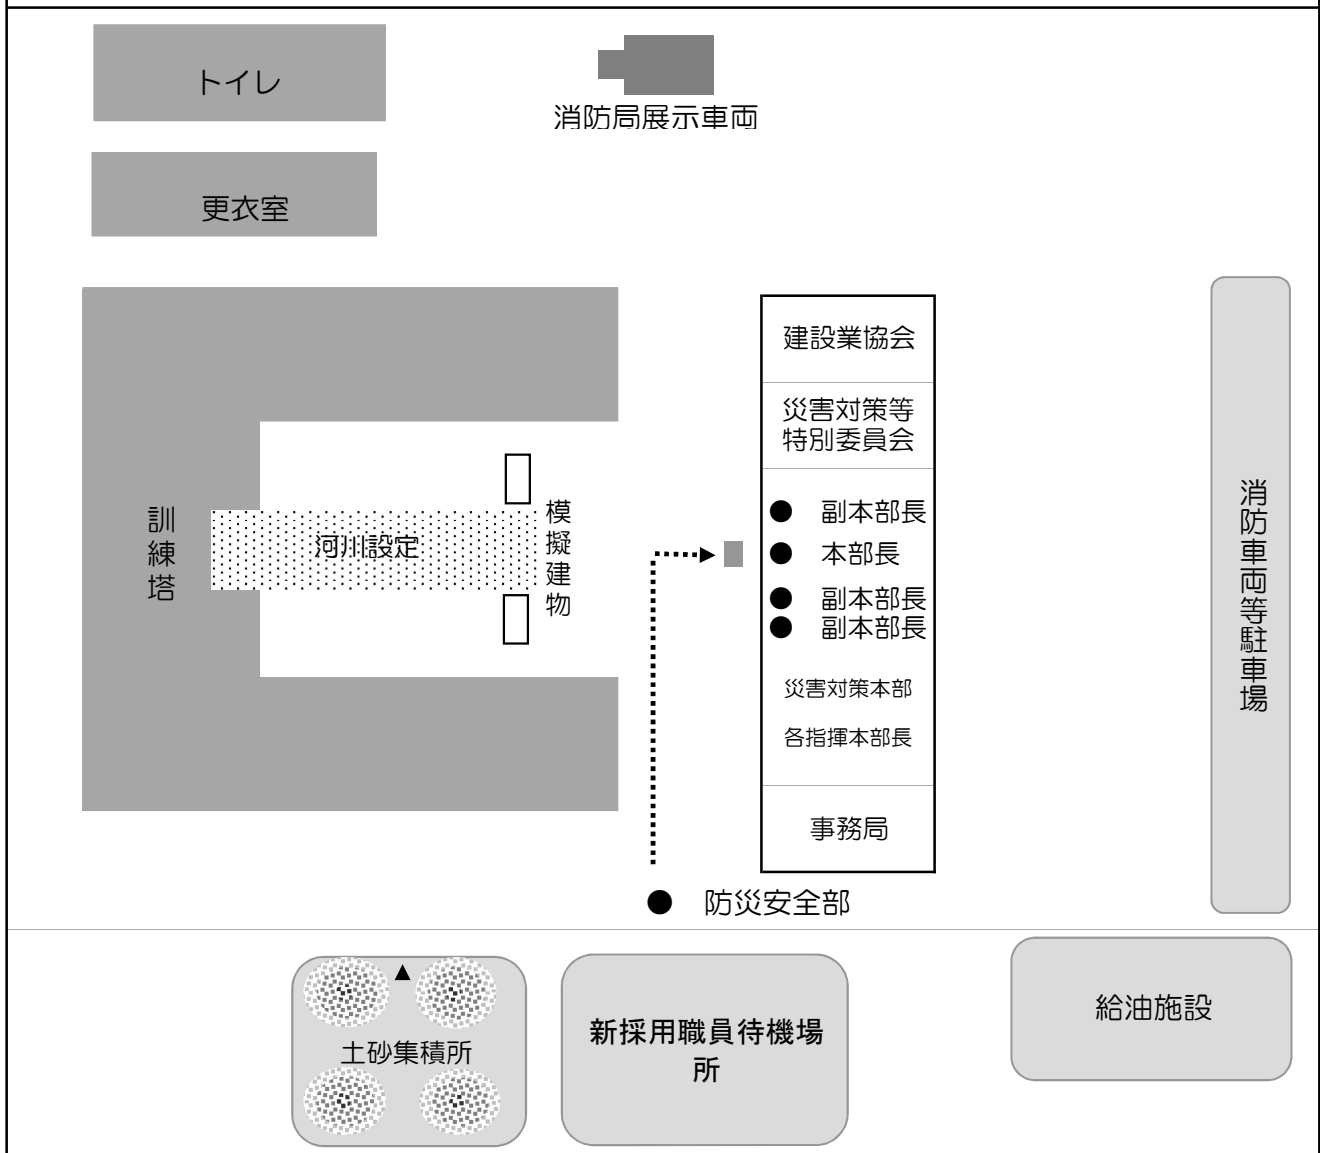 トイレ
消防局展示車両
更衣室
建設業協会
災害対策等
特別委員会
訓練塔
河川設定
模擬建物
● 副本部長
● 本部長
● 副本部長
● 副本部長
災害対策本部
各指揮本部長
事務局
消防車両等駐車場
● 防災安全部
土砂集積所
新採用職員待機場
所
給油施設